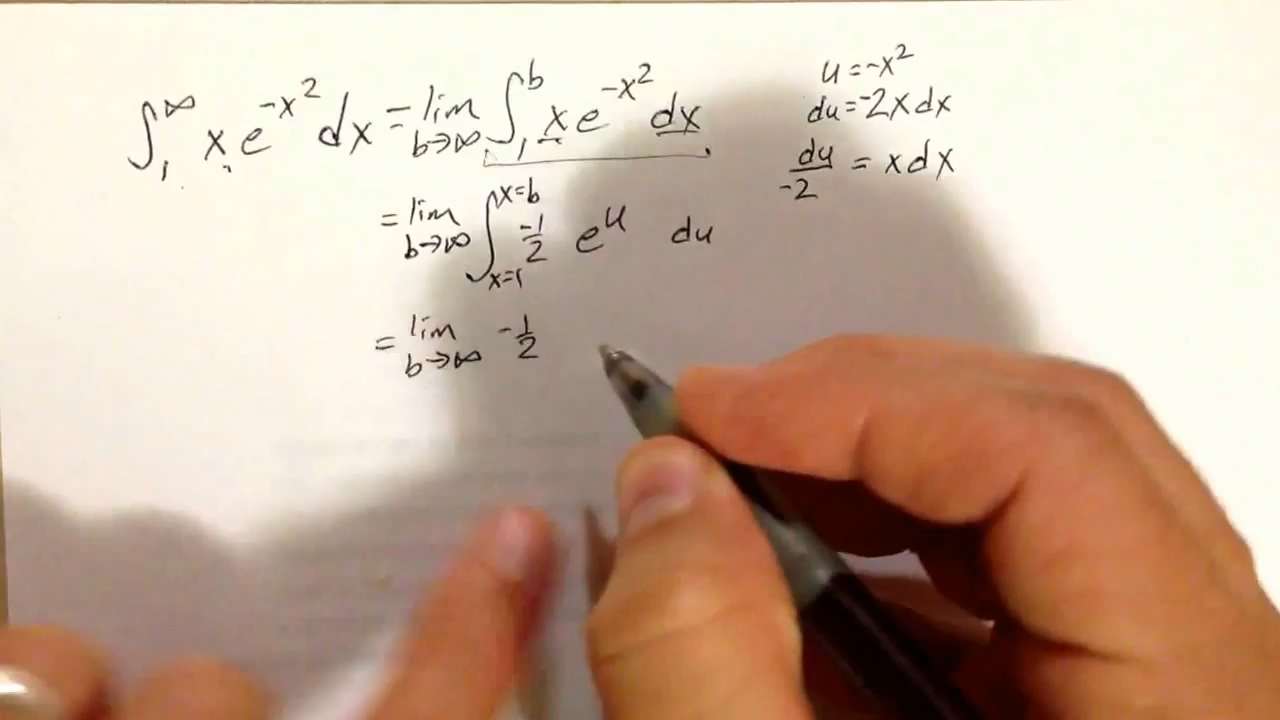 ∫₁^∞ x e^{-x²} dx = lim_{b→∞} ∫₁^b x e^{-x²} dx
u = -x²
du = -2x dx
du/-2 = x dx
= lim_{b→∞} ∫_{x=1}^{x=b} -1/2 e^u du
= lim_{b→∞} -1/2